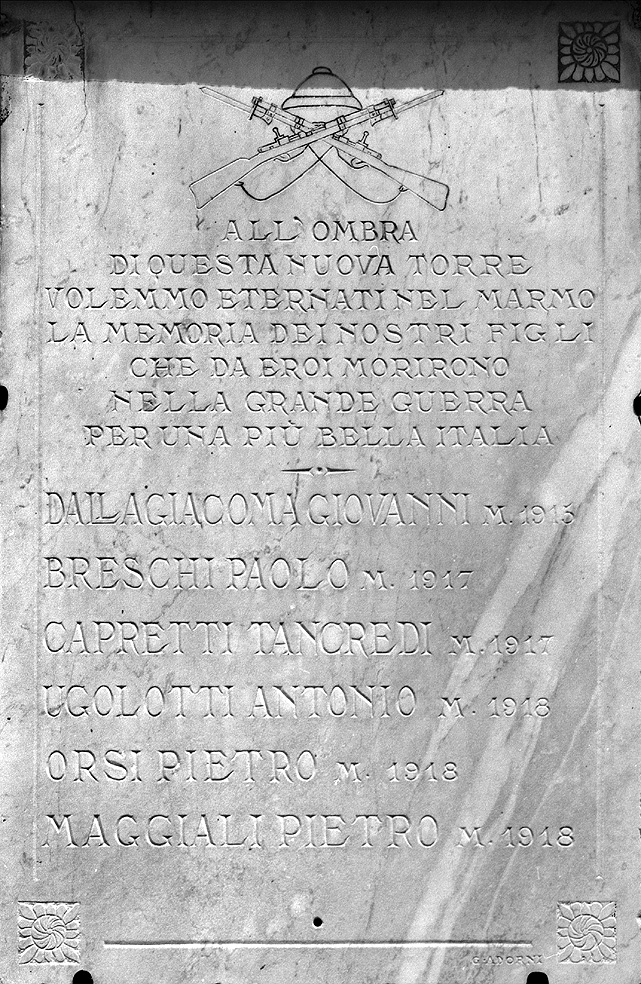 ALL'OMBRA
DI QUESTA NUOVA TORRE
VOLEMMO ETERNATI NEL MARMO
LA MEMORIA DEI NOSTRI FIGLI
CHE DA EROI MORIRONO
NELLA GRANDE GUERRA
PER UNA PIÙ BELLA ITALIA
DALLAGIACOMA GIOVANNI M. 1915
BRESCHI PAOLO M. 1917
CAPRETTI TANCREDI M. 1917
UGOLOTTI ANTONIO M. 1918
ORSI PIETRO M. 1918
MAGGIALI PIETRO M. 1918
G. ADORNI